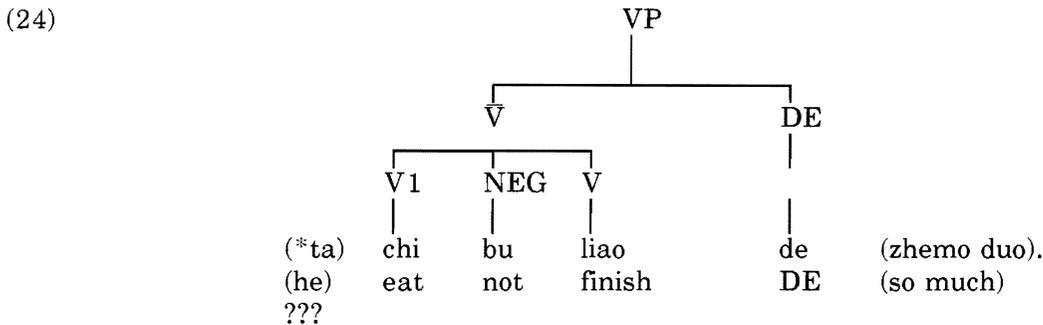 (24) VP
V̿ DE
V1 NEG V
(*ta) chi bu liao de (zhemo duo).
(he) eat not finish DE (so much)
???